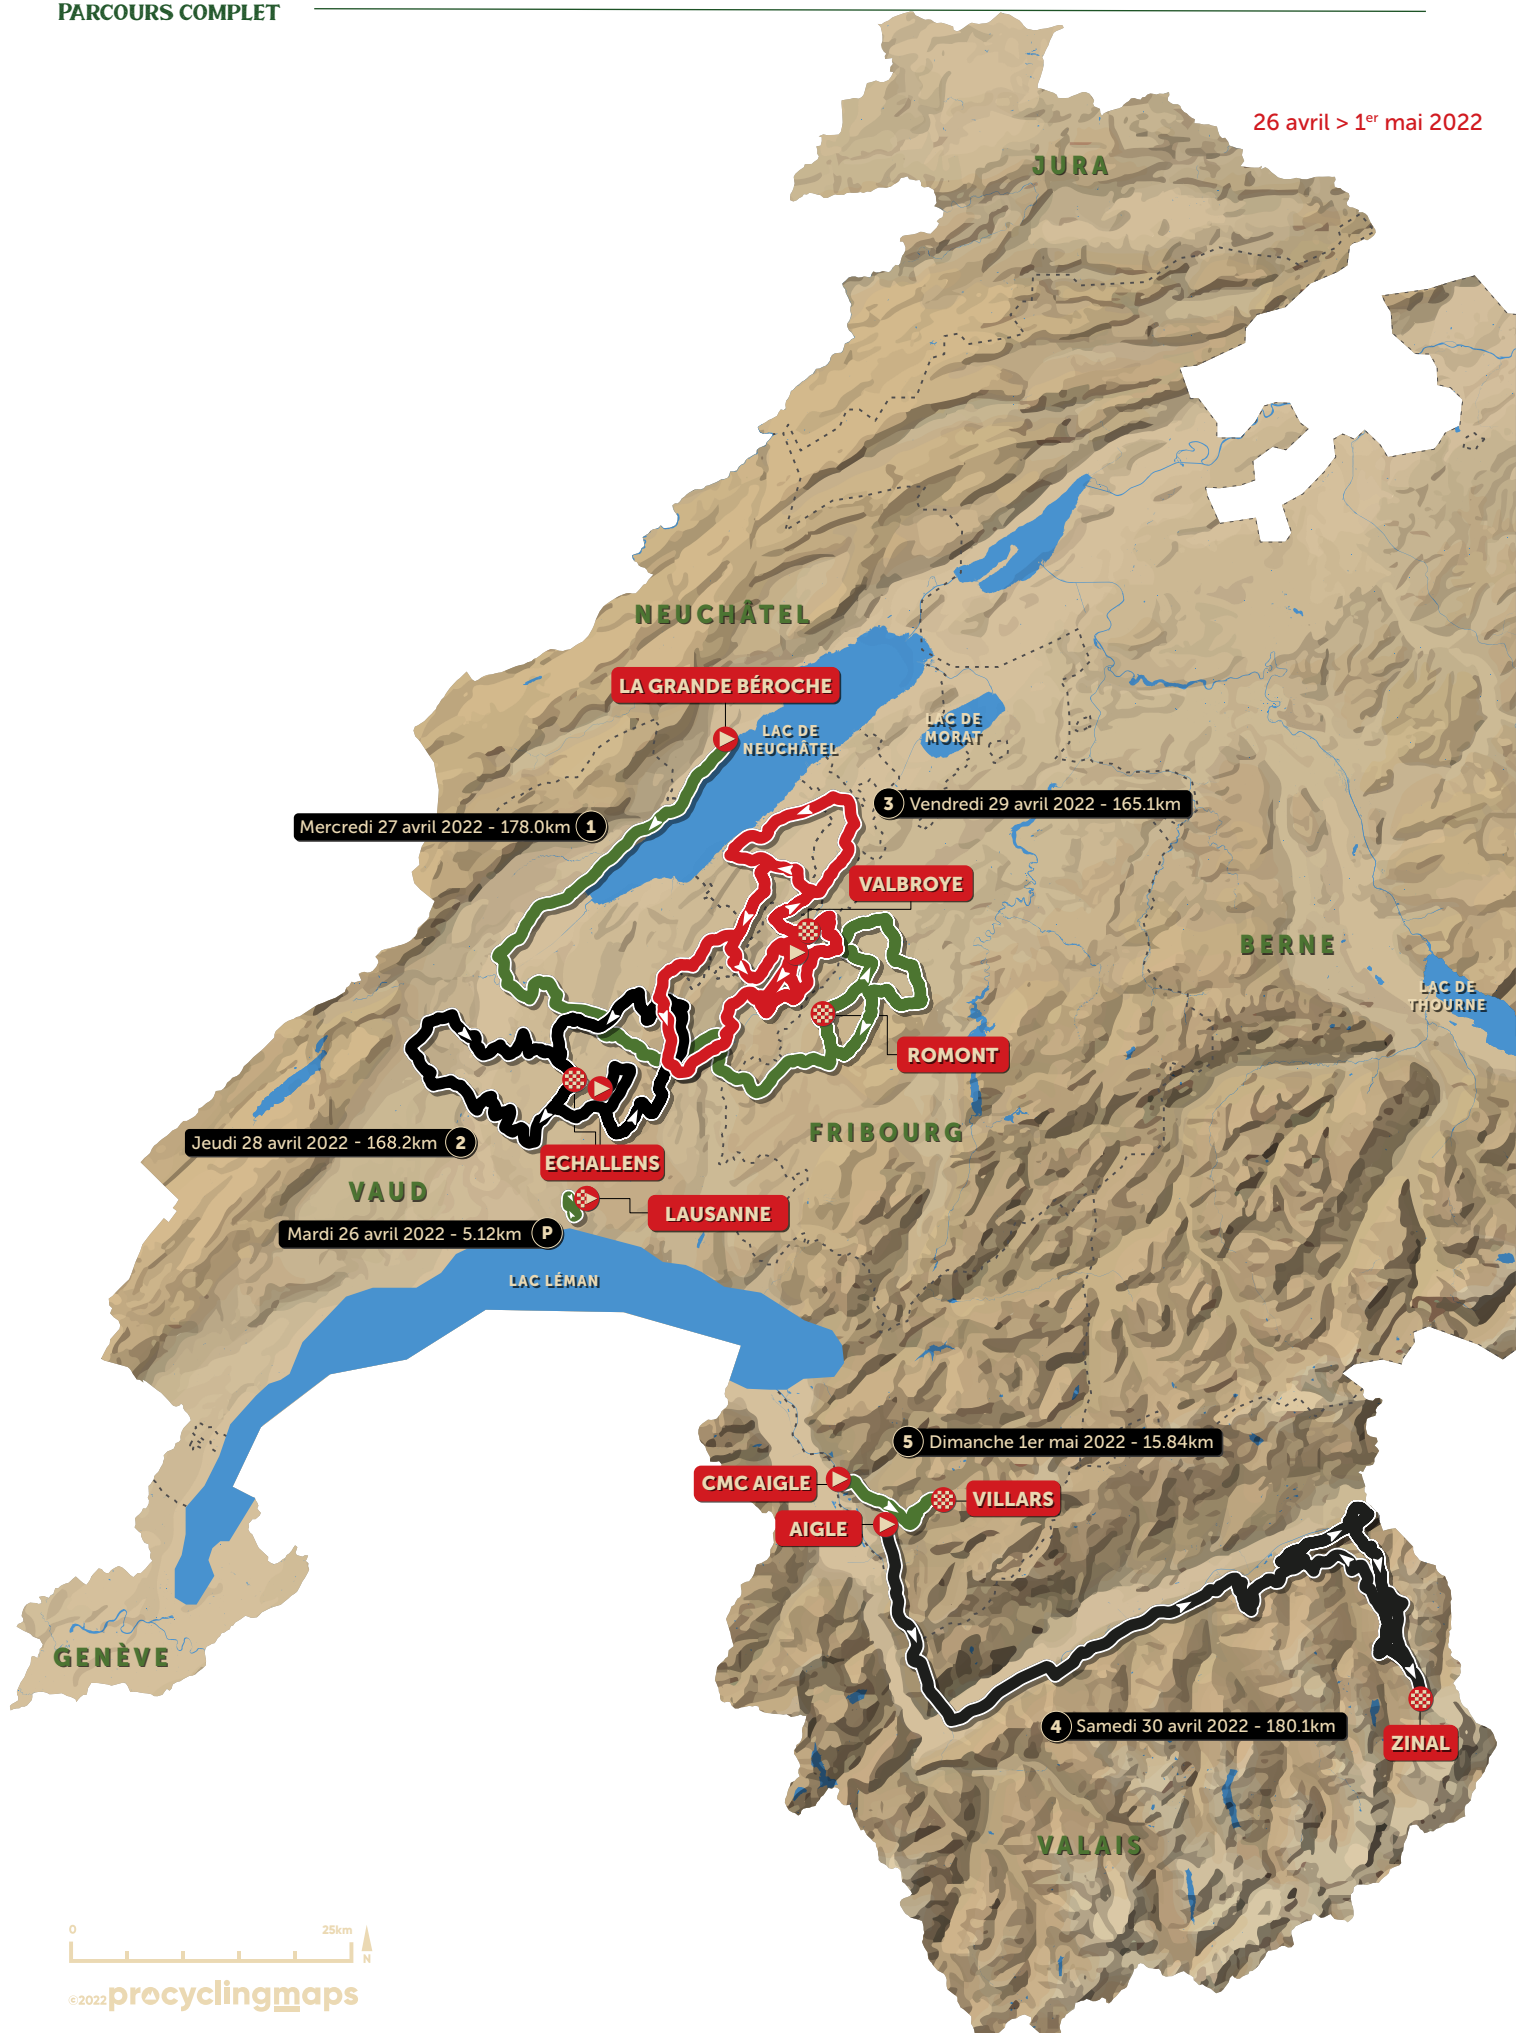 PARCOURS COMPLET
26 avril > 1er mai 2022
JURA
NEUCHÂTEL
LA GRANDE BÉROCHE
LAC DE
NEUCHÂTEL
LAC DE
MORAT
3 Vendredi 29 avril 2022 - 165.1km
Mercredi 27 avril 2022 - 178.0km 1
VALBROYE
BERNE
LAC DE
THOURNE
ROMONT
FRIBOURG
Jeudi 28 avril 2022 - 168.2km 2
ECHALLENS
VAUD
LAUSANNE
Mardi 26 avril 2022 - 5.12km P
LAC LÉMAN
5 Dimanche 1er mai 2022 - 15.84km
CMC AIGLE
VILLARS
AIGLE
GENÈVE
4 Samedi 30 avril 2022 - 180.1km
ZINAL
VALAIS
0 25km
N
©2022 procyclingmaps